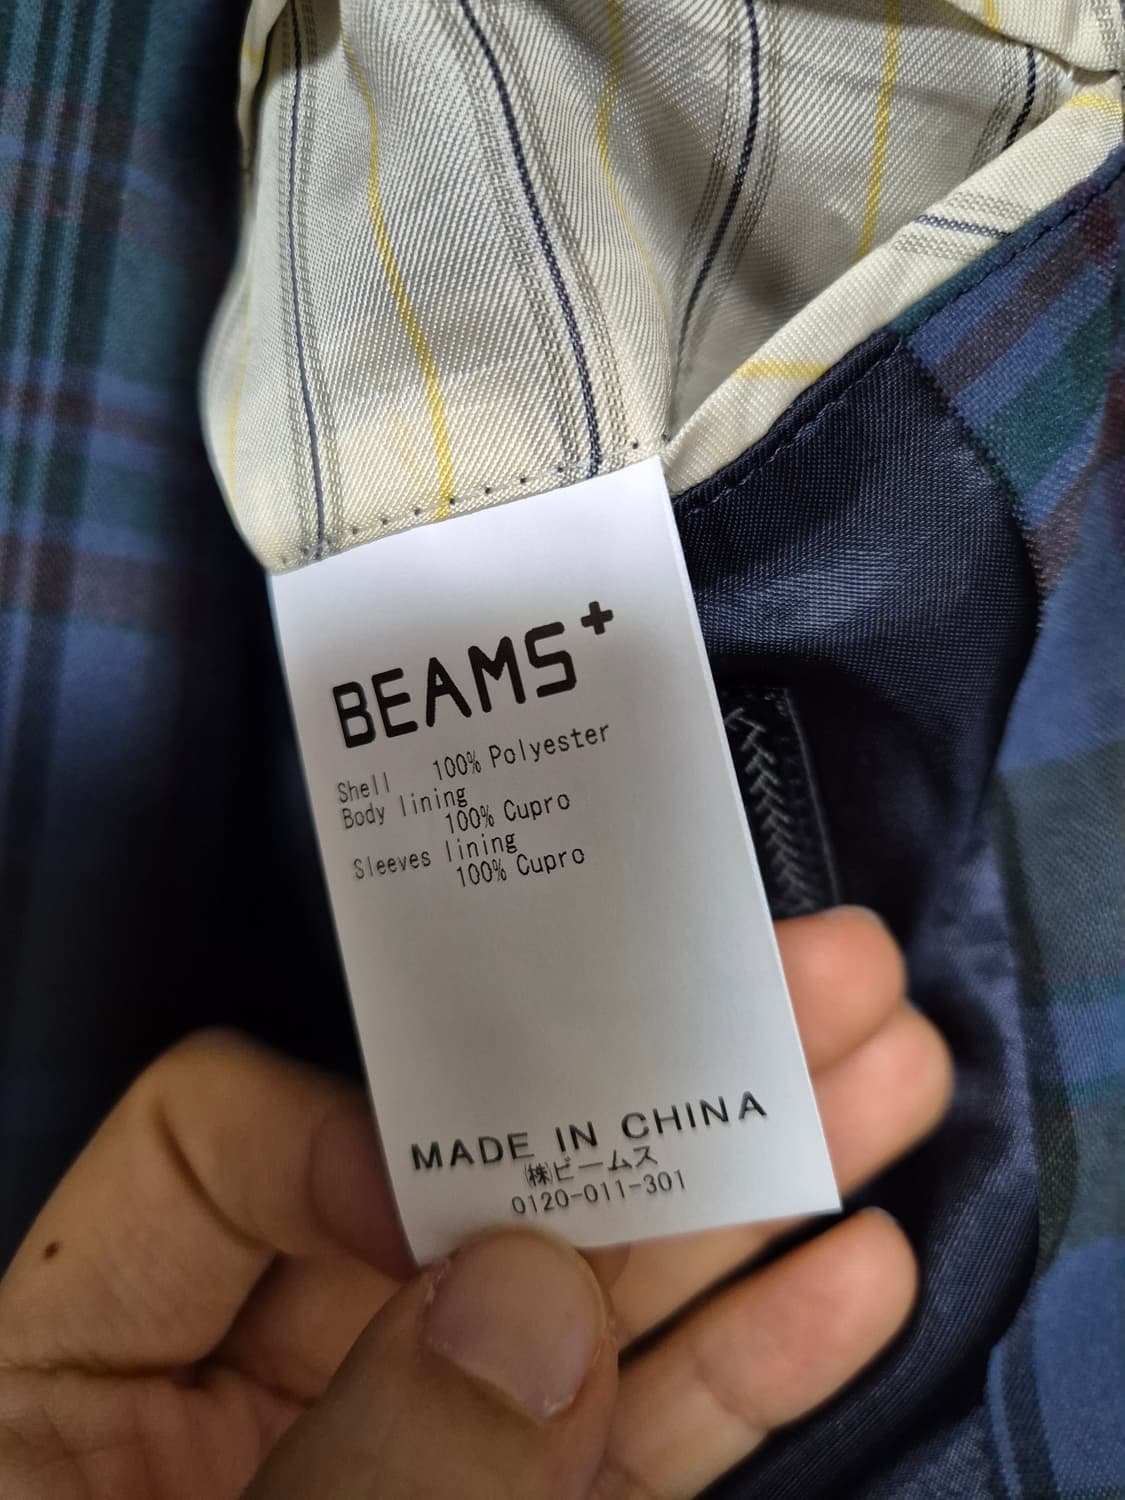 BEAMS+
Shell 100% Polyester
Body lining
100% Cupro
Sleeves lining
100% Cupro
MADE IN CHINA
㈱ビームス
0120-011-301